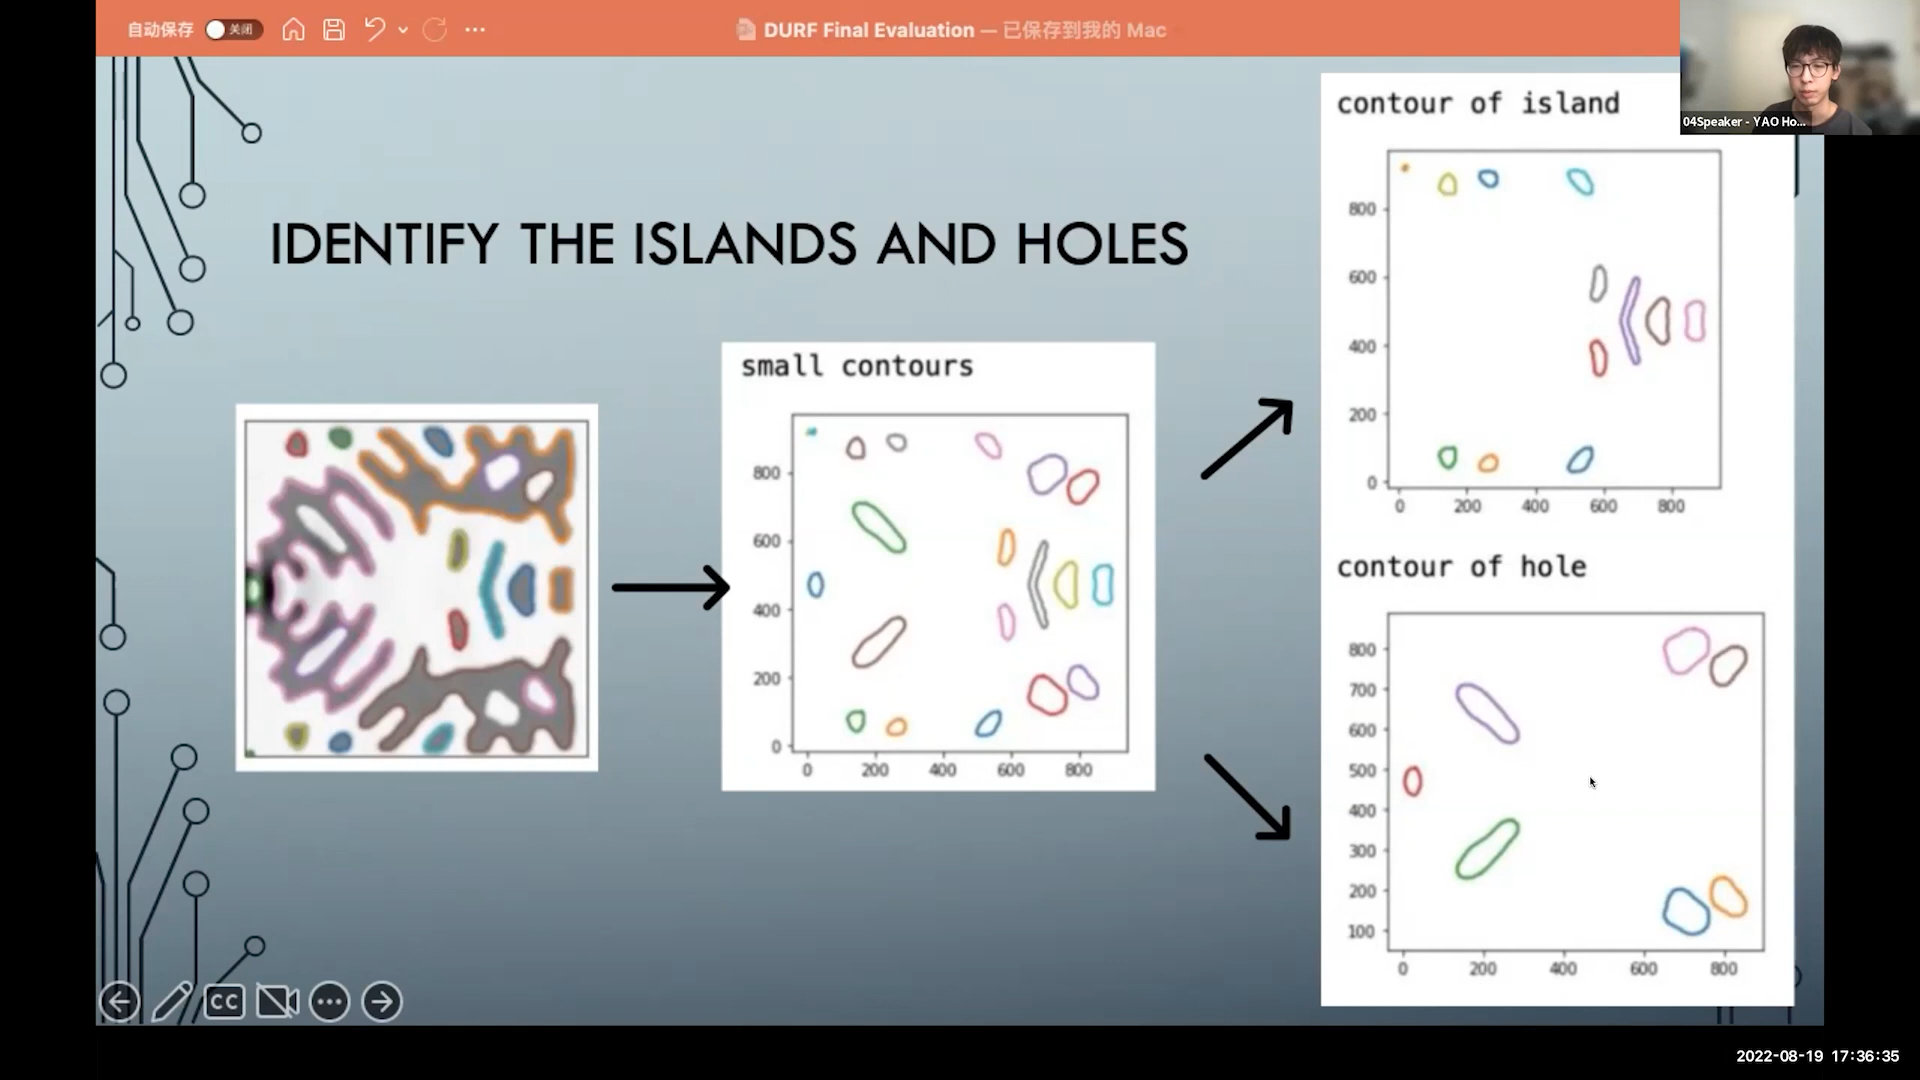 自动保存 关闭
DURF Final Evaluation — 已保存到我的 Mac
04Speaker - YAO Ho...
IDENTIFY THE ISLANDS AND HOLES
small contours
800
600
400
200
0
0 200 400 600 800
contour of island
800
600
400
200
0
0 200 400 600 800
contour of hole
800
700
600
500
400
300
200
100
0 200 400 600 800
CC
2022-08-19 17:36:35